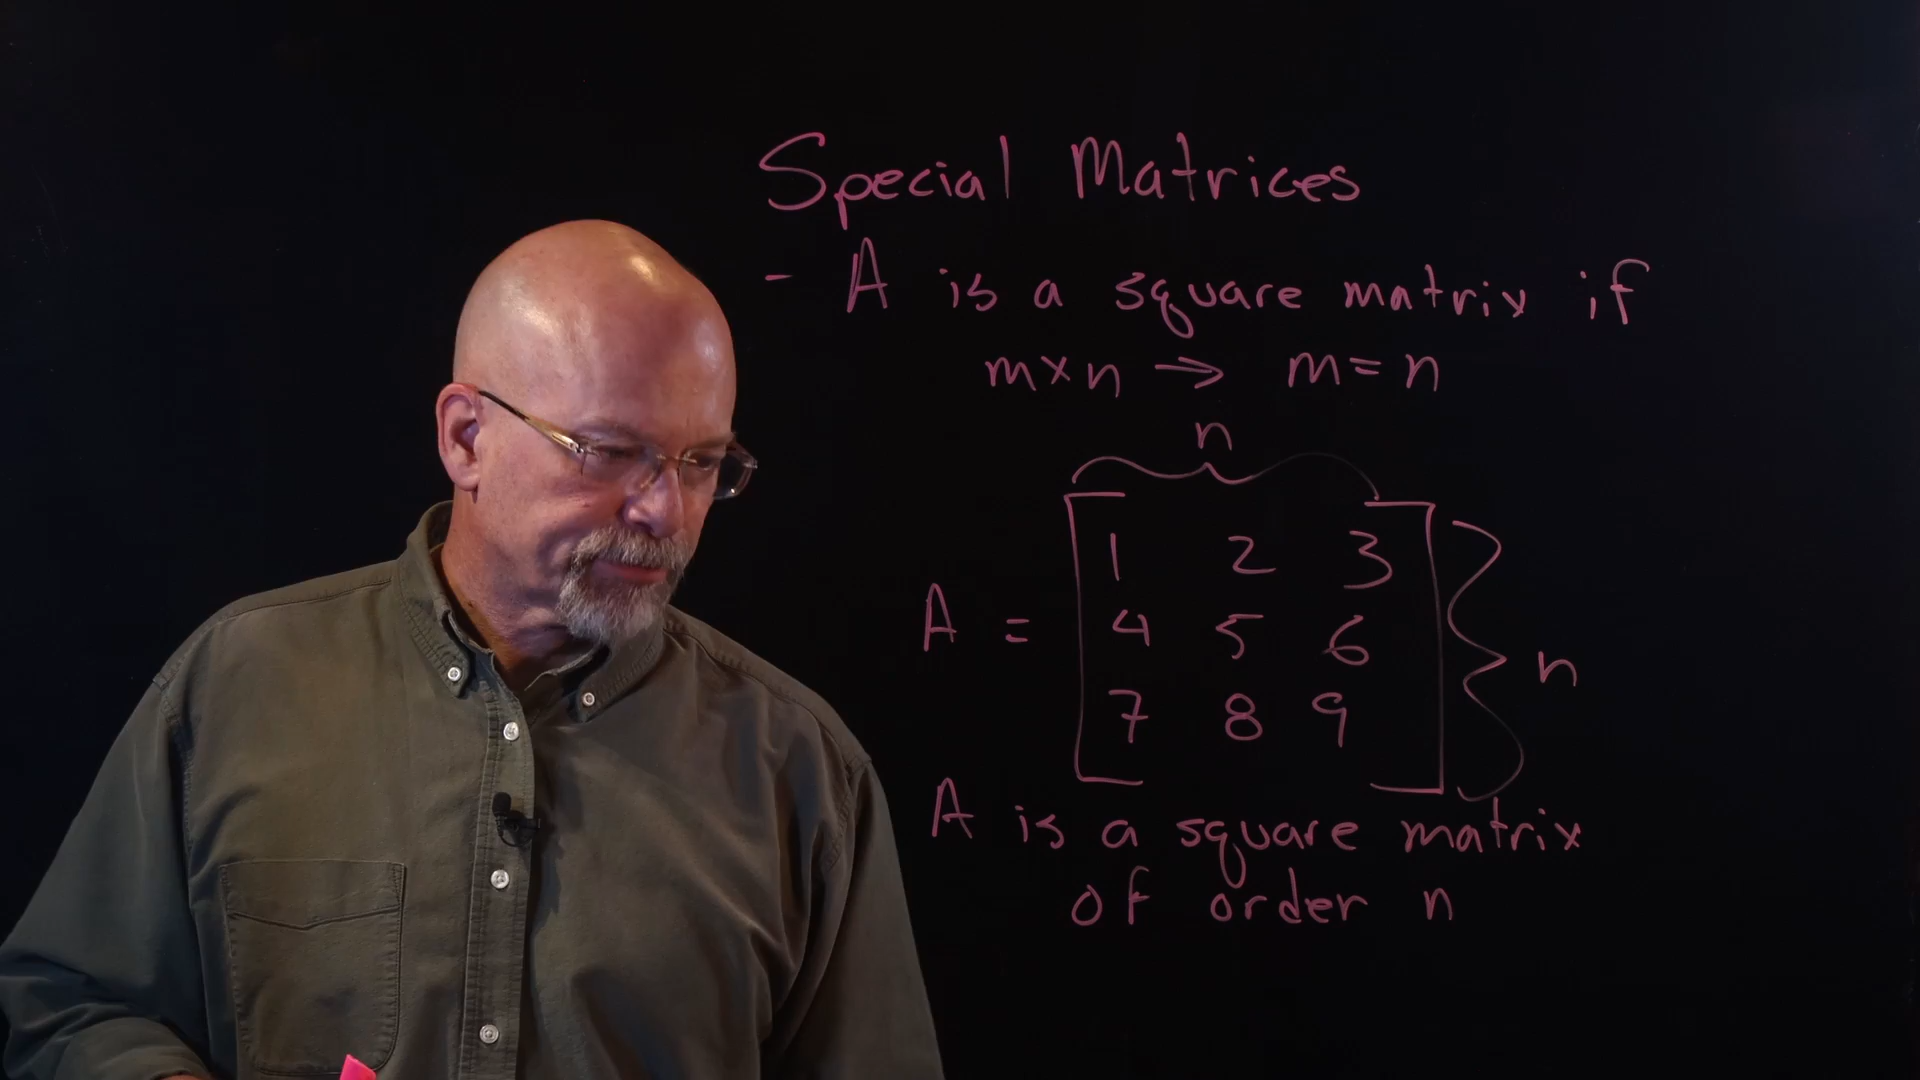 Special Matrices
- A is a square matrix if
m×n → m=n
n
1 2 3
A = 4 5 6
n
7 8 9
A is a square matrix
of order n